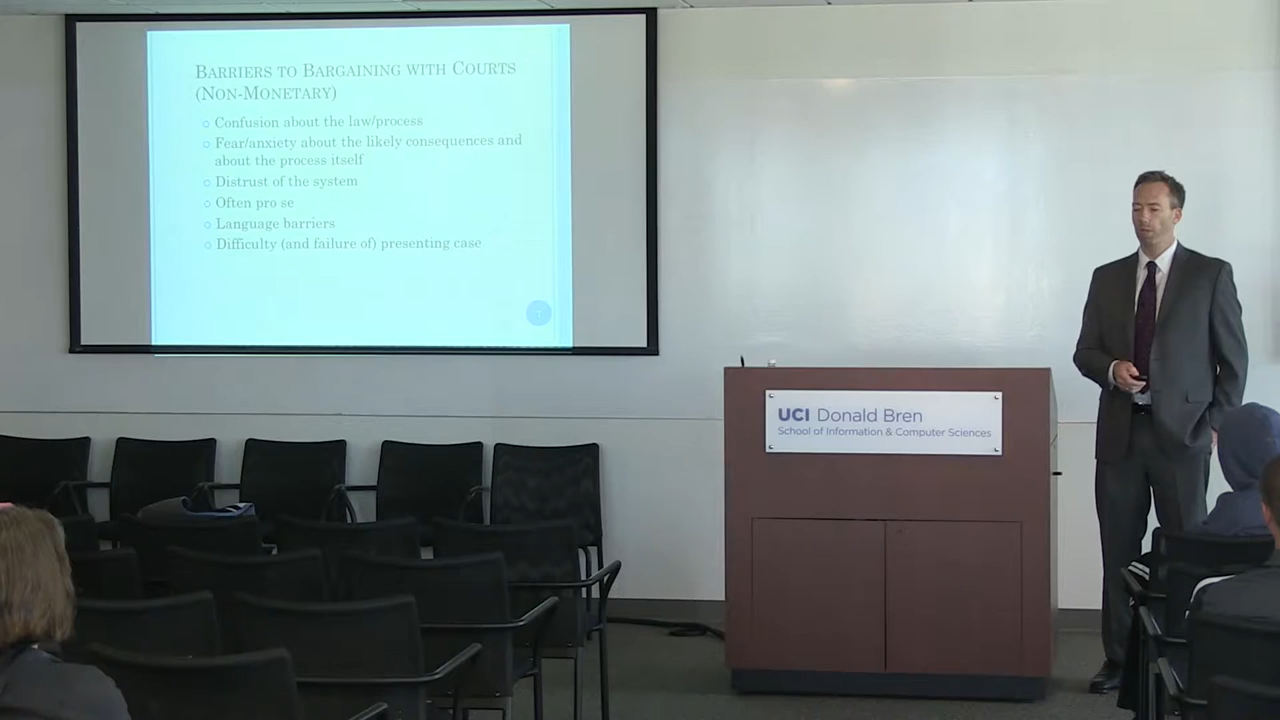 BARRIERS TO BARGAINING WITH COURTS
(NON-MONETARY)
Confusion about the law/process
Fear/anxiety about the likely consequences and
about the process itself
Distrust of the system
Often pro se
Language barriers
Difficulty (and failure of) presenting case
UCI Donald Bren
School of Information & Computer Sciences